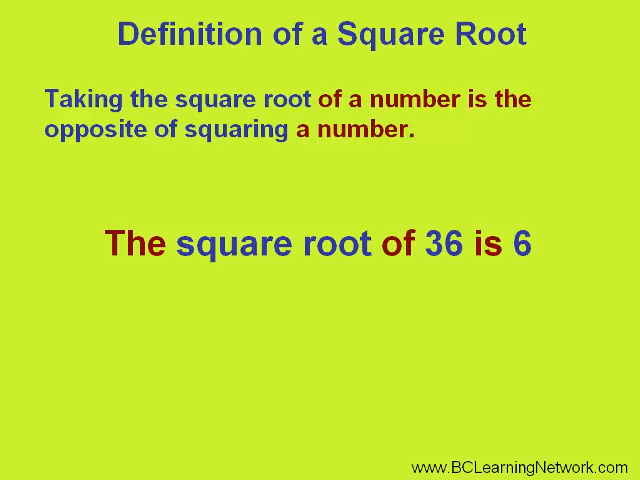 Definition of a Square Root
Taking the square root of a number is the
opposite of squaring a number.
The square root of 36 is 6
www.BCLearningNetwork.com